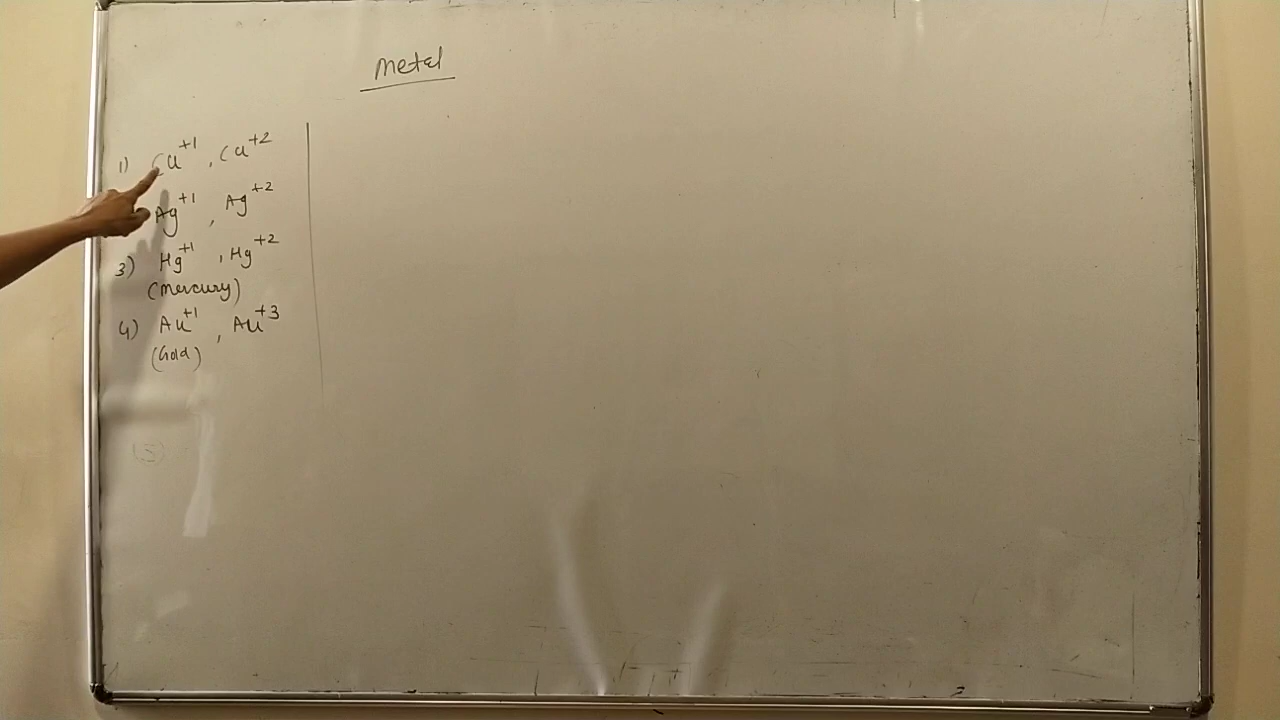 Metal
1) Cu⁺¹, Cu⁺²
Ag⁺¹, Ag⁺²
3) Hg⁺¹, Hg⁺²
(Mercury)
4) Au⁺¹, Au⁺³
(Gold)